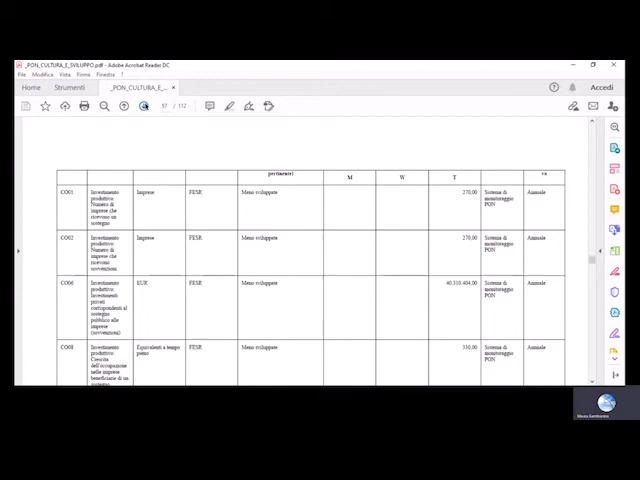 _PON_CULTURA_E_SVILUPPO.pdf - Adobe Acrobat Reader DC
File Modifica Vista Firma Finestra ?
Home Strumenti _PON_CULTURA_E_... × Accedi
57 / 112
pertinente) M W T va
CO01 Investimento produttivo: Numero di imprese che ricevono un sostegno Imprese FESR Meno sviluppate 270,00 Sistema di monitoraggio PON Annuale
CO02 Investimento produttivo: Numero di imprese che ricevono sovvenzioni Imprese FESR Meno sviluppate 270,00 Sistema di monitoraggio PON Annuale
CO06 Investimento produttivo: Investimenti privati corrispondenti al sostegno pubblico alle imprese (sovvenzioni) EUR FESR Meno sviluppate 40.310.404,00 Sistema di monitoraggio PON Annuale
CO08 Investimento produttivo: Crescita dell'occupazione nelle imprese beneficiarie di un sostegno Equivalenti a tempo pieno FESR Meno sviluppate 330,00 Sistema di monitoraggio PON Annuale